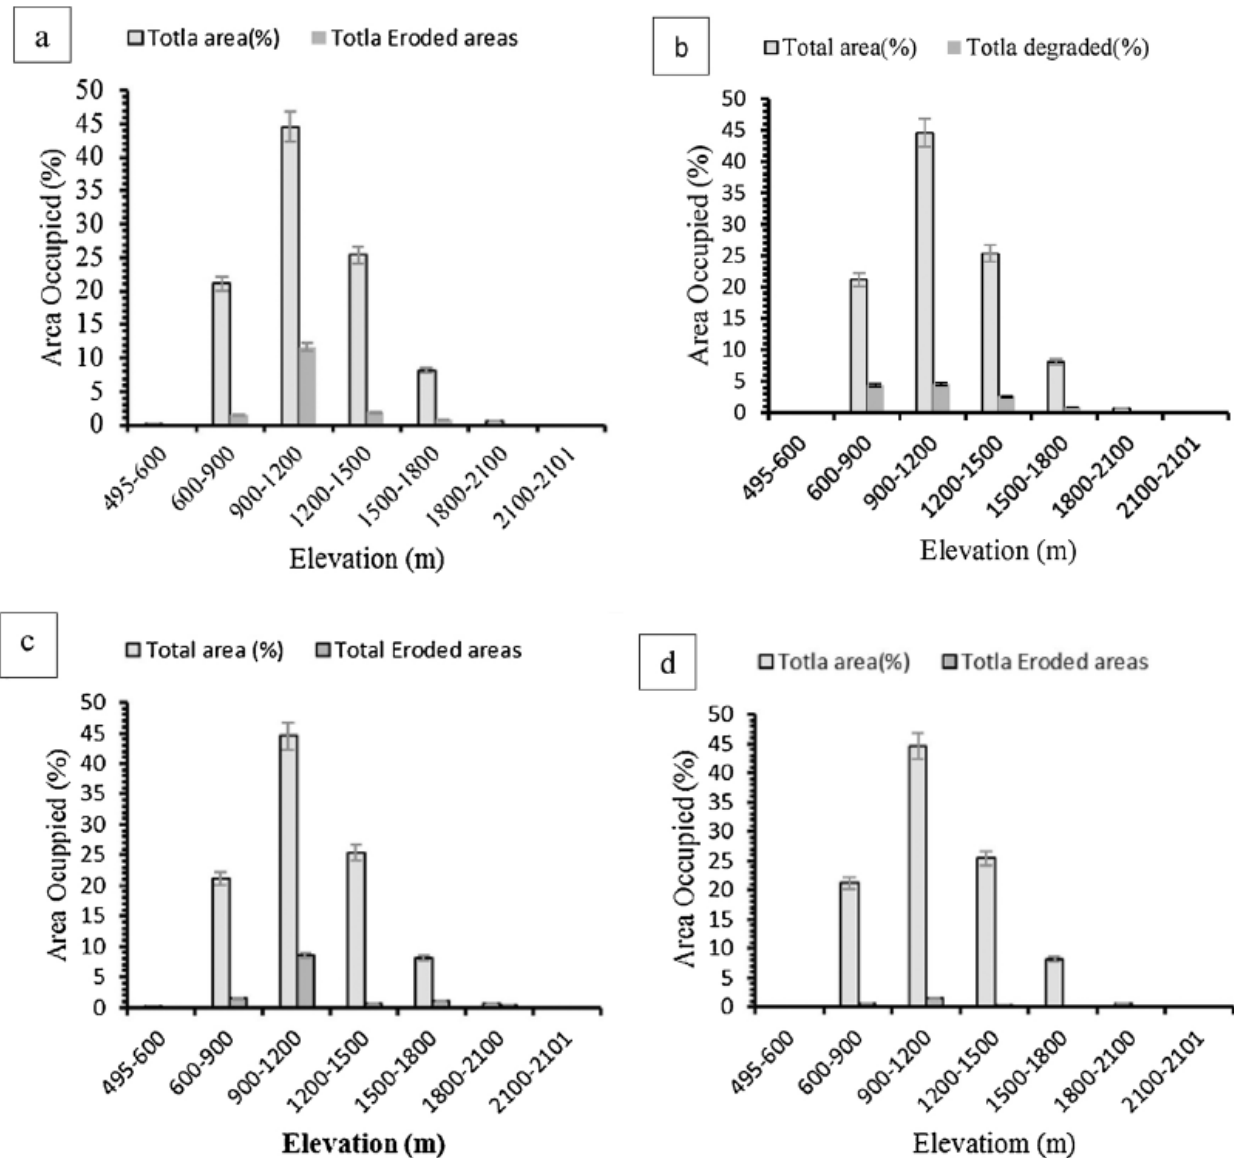 a
Totla area(%) Totla Eroded areas
50
45
40
35
30
25
20
15
10
5
0
Area Occupied (%)
495-600 600-900 900-1200 1200-1500 1500-1800 1800-2100 2100-2101
Elevation (m)
b
Total area(%) Totla degraded(%)
50
45
40
35
30
25
20
15
10
5
0
Area Occupied (%)
495-600 600-900 900-1200 1200-1500 1500-1800 1800-2100 2100-2101
Elevation (m)
c
Total area (%) Total Eroded areas
50
45
40
35
30
25
20
15
10
5
0
Area Ocuppied (%)
495-600 600-900 900-1200 1200-1500 1500-1800 1800-2100 2100-2101
Elevation (m)
d
Totla area(%) Totla Eroded areas
50
45
40
35
30
25
20
15
10
5
0
Area Occupied (%)
495-600 600-900 900-1200 1200-1500 1500-1800 1800-2100 2100-2101
Elevatiom (m)